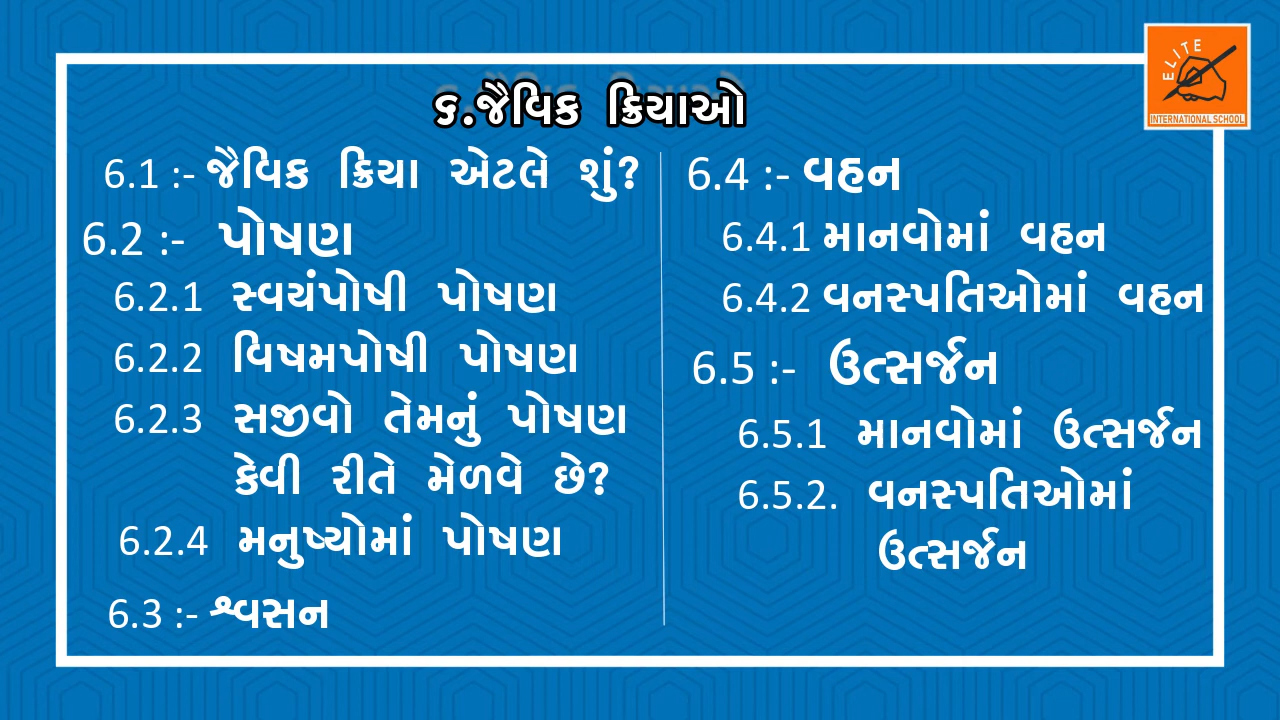 ૬.જૈવિક ક્રિયાઓ
ELITE
INTERNATIONAL SCHOOL
6.1 :- જૈવિક ક્રિયા એટલે શું?
6.2 :- પોષણ
6.2.1 સ્વયંપોષી પોષણ
6.2.2 વિષમપોષી પોષણ
6.2.3 સજીવો તેમનું પોષણ
કેવી રીતે મેળવે છે?
6.2.4 મનુષ્યોમાં પોષણ
6.3 :- શ્વસન
6.4 :- વહન
6.4.1 માનવોમાં વહન
6.4.2 વનસ્પતિઓમાં વહન
6.5 :- ઉત્સર્જન
6.5.1 માનવોમાં ઉત્સર્જન
6.5.2. વનસ્પતિઓમાં
ઉત્સર્જન